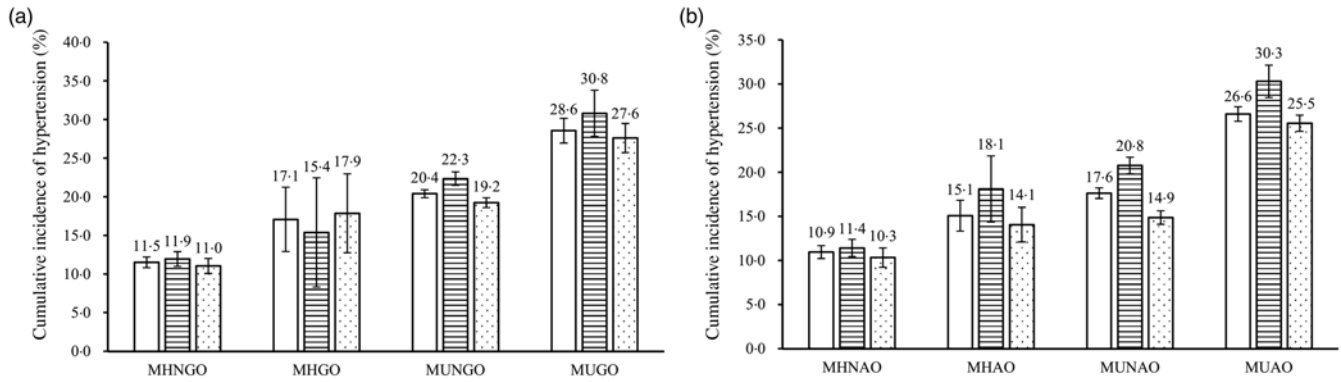 (a)
Cumulative incidence of hypertension (%)
40·0
35·0
30·0
25·0
20·0
15·0
10·0
5·0
0·0
11·5 11·9 11·0
17·1 15·4 17·9
20·4 22·3 19·2
28·6 30·8 27·6
MHNGO MHGO MUNGO MUGO
(b)
Cumulative incidence of hypertension (%)
35·0
30·0
25·0
20·0
15·0
10·0
5·0
0·0
10·9 11·4 10·3
15·1 18·1 14·1
17·6 20·8 14·9
26·6 30·3 25·5
MHNAO MHAO MUNAO MUAO